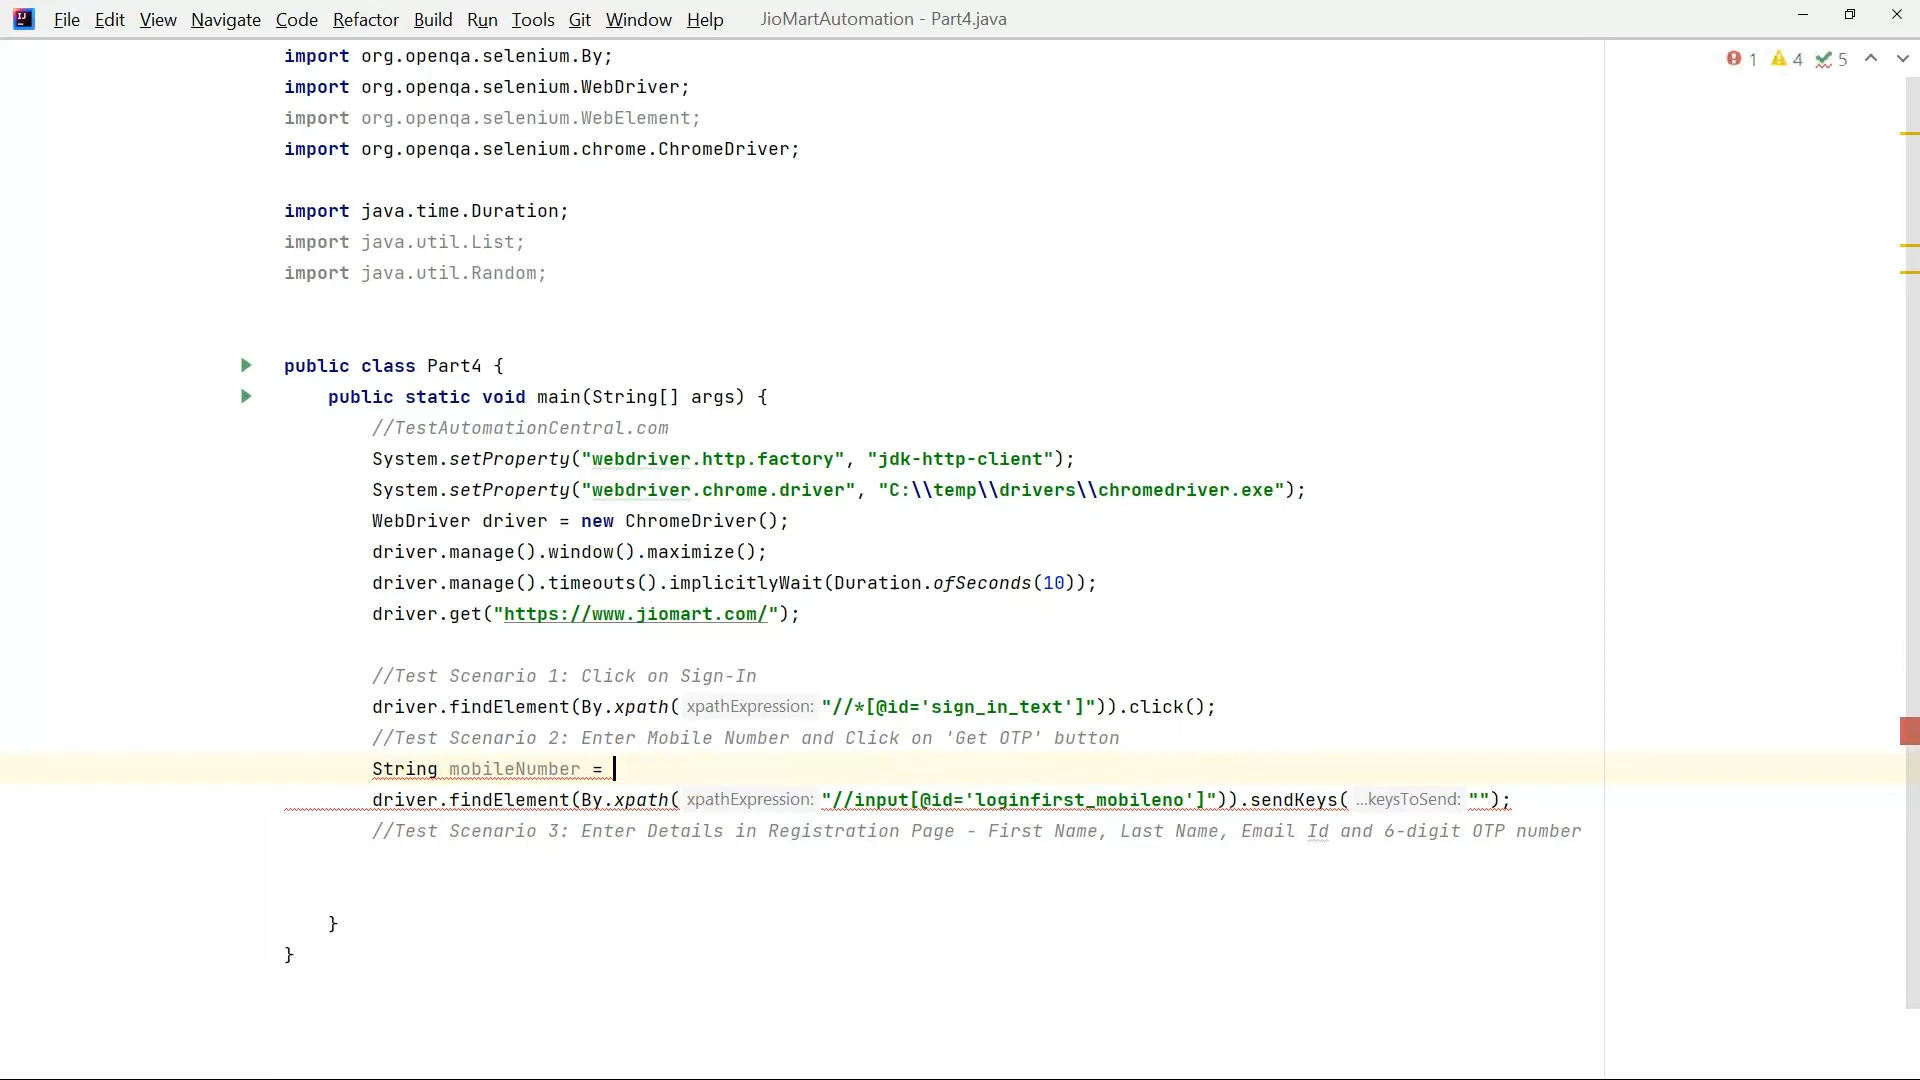 File Edit View Navigate Code Refactor Build Run Tools Git Window Help JioMartAutomation - Part4.java
1 4 5
import org.openqa.selenium.By;
import org.openqa.selenium.WebDriver;
import org.openqa.selenium.WebElement;
import org.openqa.selenium.chrome.ChromeDriver;
import java.time.Duration;
import java.util.List;
import java.util.Random;
public class Part4 {
public static void main(String[] args) {
//TestAutomationCentral.com
System.setProperty("webdriver.http.factory", "jdk-http-client");
System.setProperty("webdriver.chrome.driver", "C:\\temp\\drivers\\chromedriver.exe");
WebDriver driver = new ChromeDriver();
driver.manage().window().maximize();
driver.manage().timeouts().implicitlyWait(Duration.ofSeconds(10));
driver.get("https://www.jiomart.com/");
//Test Scenario 1: Click on Sign-In
driver.findElement(By.xpath( xpathExpression: "//*[@id='sign_in_text']")).click();
//Test Scenario 2: Enter Mobile Number and Click on 'Get OTP' button
String mobileNumber =
driver.findElement(By.xpath( xpathExpression: "//input[@id='loginfirst_mobileno']")).sendKeys( ...keysToSend: "");
//Test Scenario 3: Enter Details in Registration Page - First Name, Last Name, Email Id and 6-digit OTP number
}
}